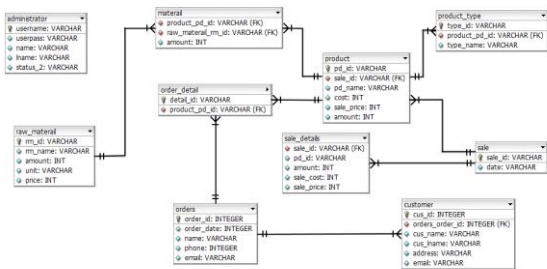 administrator
username: VARCHAR
userpass: VARCHAR
name: VARCHAR
lname: VARCHAR
status_2: VARCHAR
materail
product_pd_id: VARCHAR (FK)
raw_materail_rm_id: VARCHAR (FK)
amount: INT
product_type
type_id: VARCHAR
product_pd_id: VARCHAR (FK)
type_name: VARCHAR
product
pd_id: VARCHAR
sale_id: VARCHAR (FK)
pd_name: VARCHAR
cost: INT
sale_price: INT
amount: INT
order_detail
detail_id: VARCHAR
product_pd_id: VARCHAR (FK)
raw_materail
rm_id: VARCHAR
rm_name: VARCHAR
amount: INT
unit: VARCHAR
price: INT
sale_details
sale_id: VARCHAR (FK)
pd_id: VARCHAR
amount: INT
sale_cost: INT
sale_price: INT
sale
sale_id: VARCHAR
date: VARCHAR
orders
order_id: INTEGER
order_date: INTEGER
name: VARCHAR
phone: INTEGER
email: VARCHAR
customer
cus_id: INTEGER
orders_order_id: INTEGER (FK)
cus_name: VARCHAR
cus_lname: VARCHAR
address: VARCHAR
email: VARCHAR